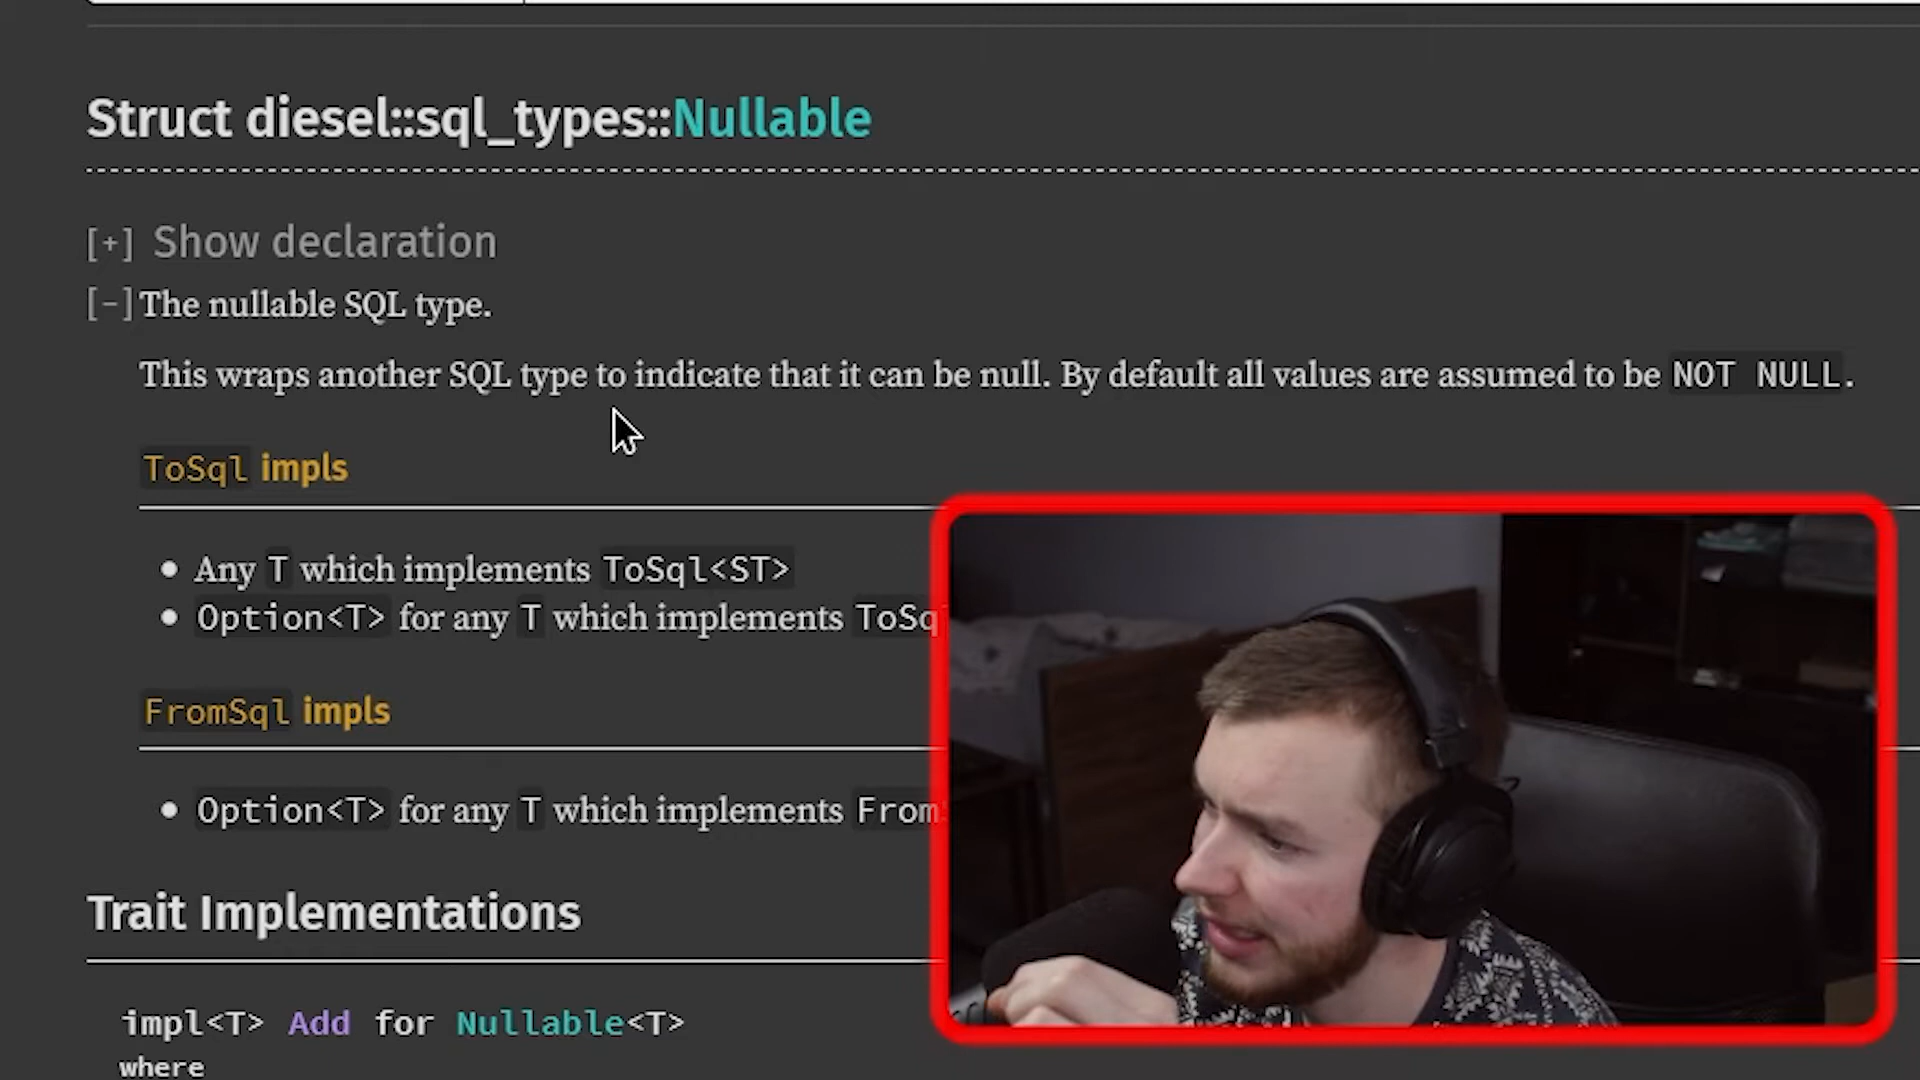 Struct diesel::sql_types::Nullable
[+] Show declaration
[−] The nullable SQL type.
This wraps another SQL type to indicate that it can be null. By default all values are assumed to be NOT NULL.
ToSql impls
• Any T which implements ToSql<ST>
• Option<T> for any T which implements ToSq
FromSql impls
• Option<T> for any T which implements From
Trait Implementations
impl<T> Add for Nullable<T>
where